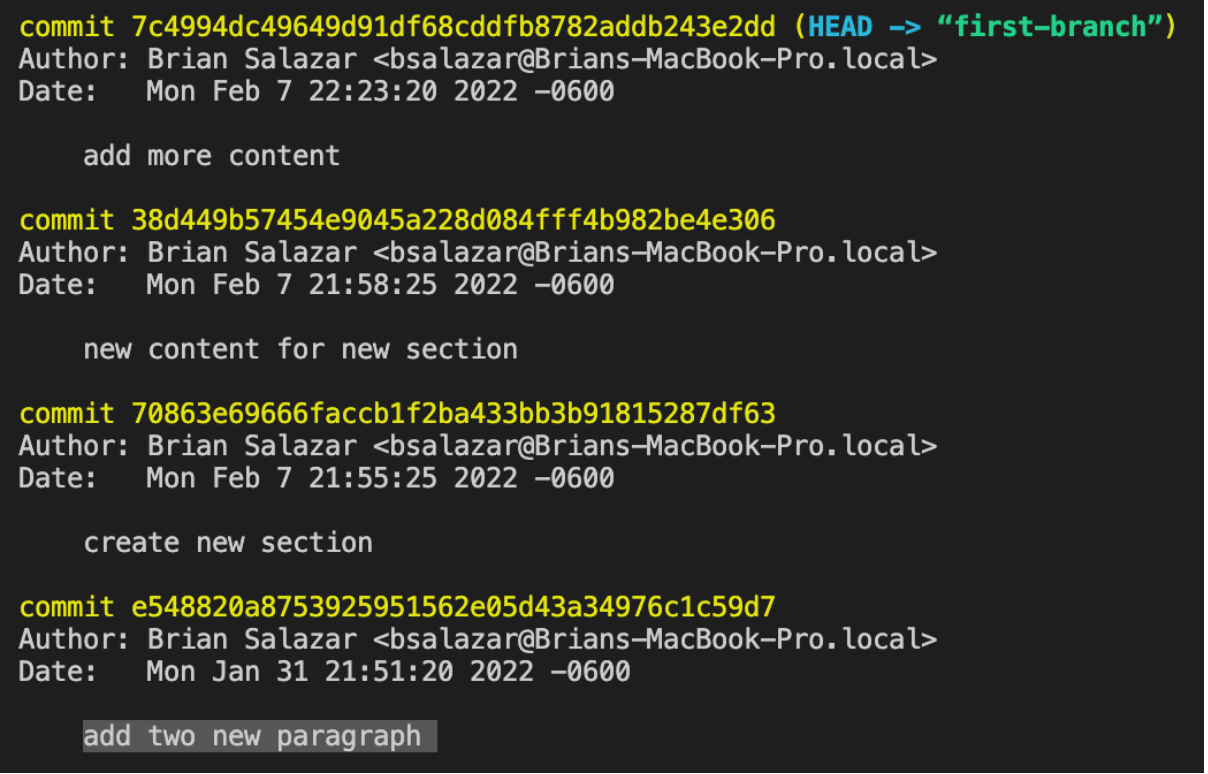 commit 7c4994dc49649d91df68cddfb8782addb243e2dd (HEAD -> “first-branch”)
Author: Brian Salazar <bsalazar@Brians-MacBook-Pro.local>
Date:   Mon Feb 7 22:23:20 2022 -0600
add more content
commit 38d449b57454e9045a228d084fff4b982be4e306
Author: Brian Salazar <bsalazar@Brians-MacBook-Pro.local>
Date:   Mon Feb 7 21:58:25 2022 -0600
new content for new section
commit 70863e69666faccb1f2ba433bb3b91815287df63
Author: Brian Salazar <bsalazar@Brians-MacBook-Pro.local>
Date:   Mon Feb 7 21:55:25 2022 -0600
create new section
commit e548820a8753925951562e05d43a34976c1c59d7
Author: Brian Salazar <bsalazar@Brians-MacBook-Pro.local>
Date:   Mon Jan 31 21:51:20 2022 -0600
add two new paragraph